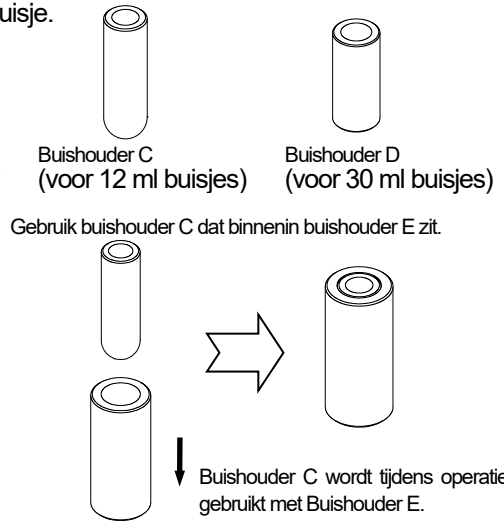 uisje.
Buishouder C
(voor 12 ml buisjes)
Buishouder D
(voor 30 ml buisjes)
Gebruik buishouder C dat binnenin buishouder E zit.
Buishouder C wordt tijdens operatie
gebruikt met Buishouder E.